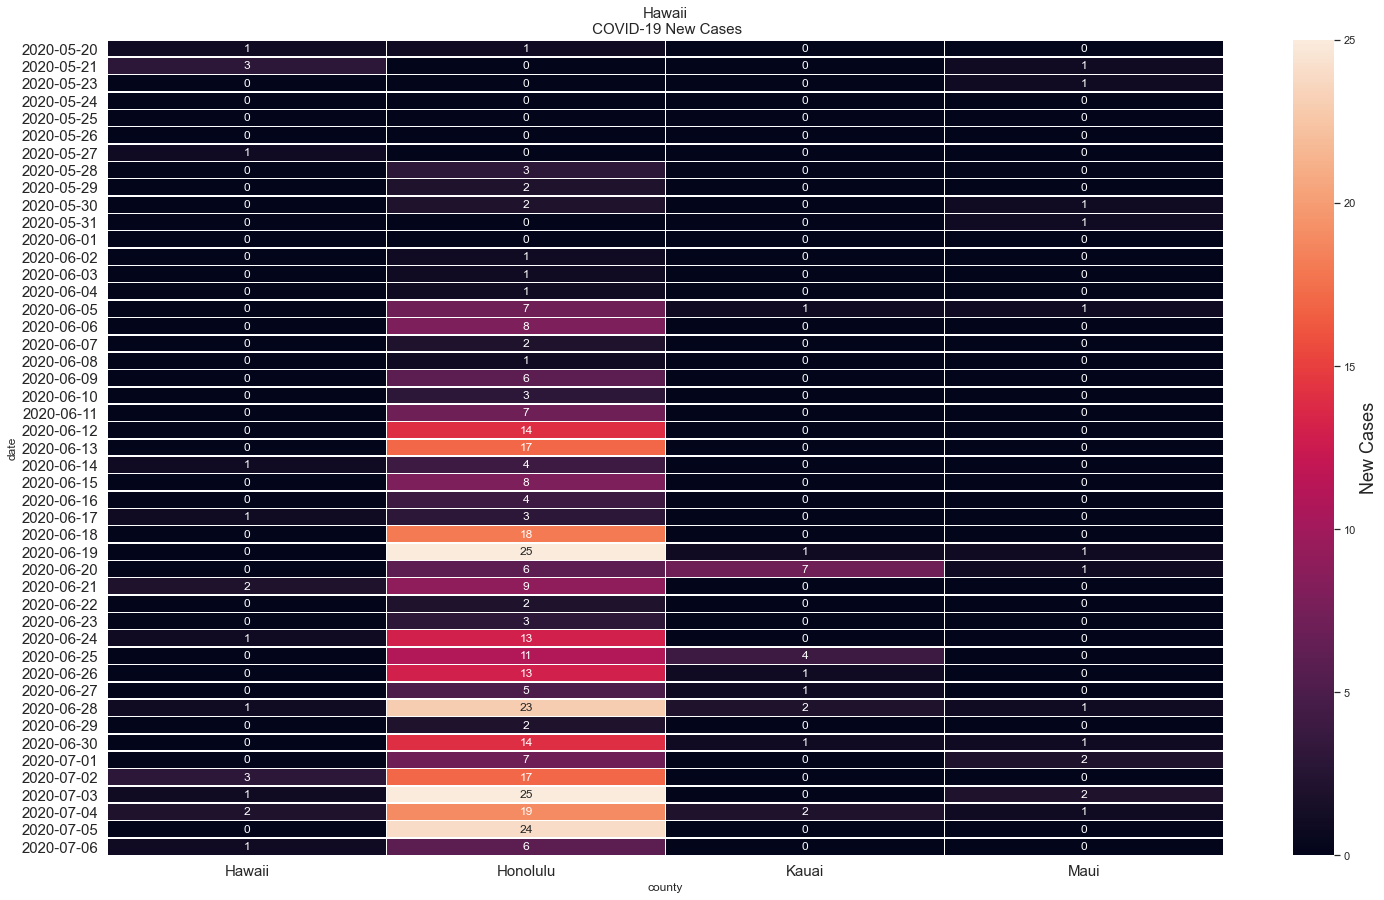 Hawaii
COVID-19 New Cases
2020-05-20 1 1 0 0
2020-05-21 3 0 0 1
2020-05-23 0 0 0 1
2020-05-24 0 0 0 0
2020-05-25 0 0 0 0
2020-05-26 0 0 0 0
2020-05-27 1 0 0 0
2020-05-28 0 3 0 0
2020-05-29 0 2 0 0
2020-05-30 0 2 0 1
2020-05-31 0 0 0 1
2020-06-01 0 0 0 0
2020-06-02 0 1 0 0
2020-06-03 0 1 0 0
2020-06-04 0 1 0 0
2020-06-05 0 7 1 1
2020-06-06 0 8 0 0
2020-06-07 0 2 0 0
2020-06-08 0 1 0 0
2020-06-09 0 6 0 0
2020-06-10 0 3 0 0
2020-06-11 0 7 0 0
2020-06-12 0 14 0 0
2020-06-13 0 17 0 0
2020-06-14 1 4 0 0
2020-06-15 0 8 0 0
2020-06-16 0 4 0 0
2020-06-17 1 3 0 0
2020-06-18 0 18 0 0
2020-06-19 0 25 1 1
2020-06-20 0 6 7 1
2020-06-21 2 9 0 0
2020-06-22 0 2 0 0
2020-06-23 0 3 0 0
2020-06-24 1 13 0 0
2020-06-25 0 11 4 0
2020-06-26 0 13 1 0
2020-06-27 0 5 1 0
2020-06-28 1 23 2 1
2020-06-29 0 2 0 0
2020-06-30 0 14 1 1
2020-07-01 0 7 0 2
2020-07-02 3 17 0 0
2020-07-03 1 25 0 2
2020-07-04 2 19 2 1
2020-07-05 0 24 0 0
2020-07-06 1 6 0 0
Hawaii Honolulu Kauai Maui
county
date
25
20
15
10
5
0
New Cases